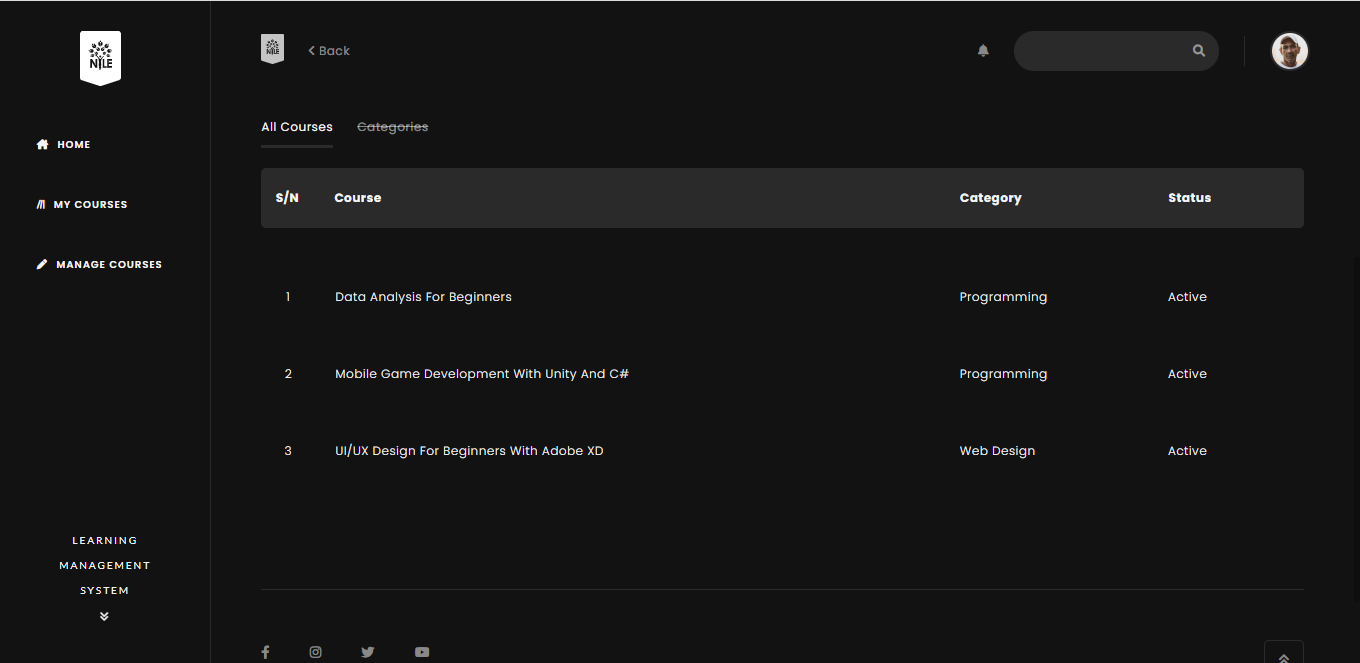 NILE
HOME
MY COURSES
MANAGE COURSES
LEARNING
MANAGEMENT
SYSTEM
NILE
Back
All Courses Categories
S/N Course Category Status
1 Data Analysis For Beginners Programming Active
2 Mobile Game Development With Unity And C# Programming Active
3 UI/UX Design For Beginners With Adobe XD Web Design Active